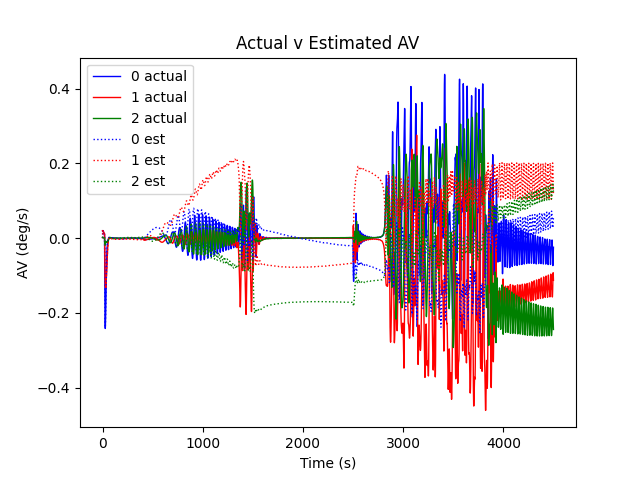 Actual v Estimated AV
0 actual
1 actual
2 actual
0 est
1 est
2 est
0.4
0.2
0.0
−0.2
−0.4
AV (deg/s)
0 1000 2000 3000 4000
Time (s)